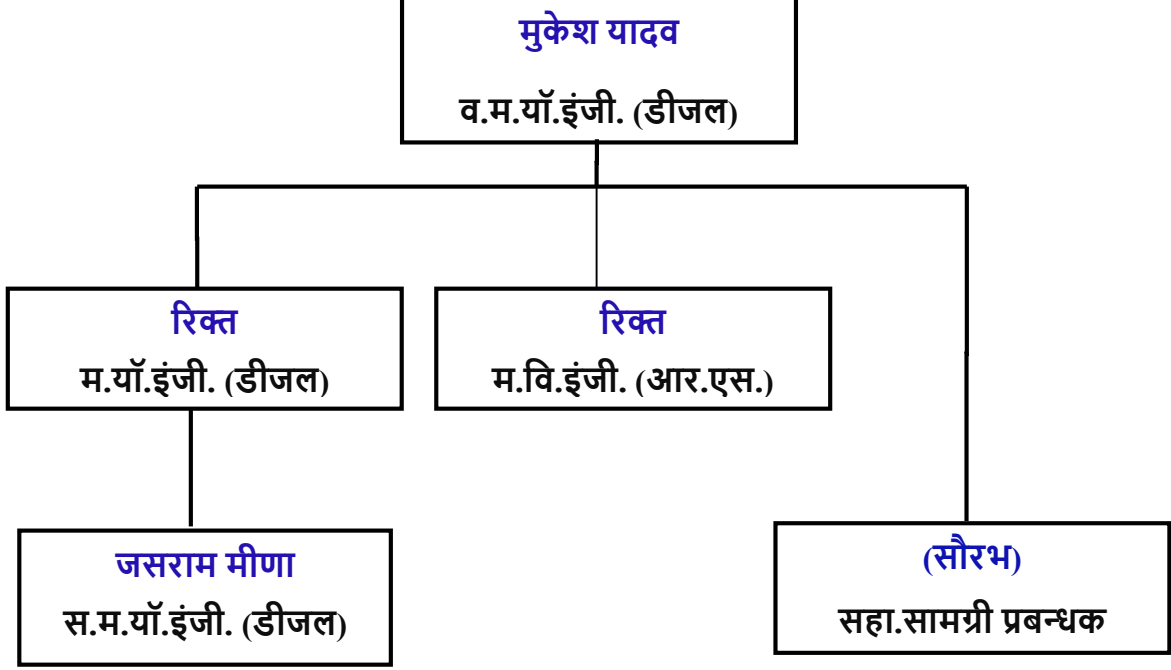 मुकेश यादव
व.म.यॉ.इंजी. (डीजल)
रिक्त
म.यॉ.इंजी. (डीजल)
रिक्त
म.वि.इंजी. (आर.एस.)
जसराम मीणा
स.म.यॉ.इंजी. (डीजल)
(सौरभ)
सहा.सामग्री प्रबन्धक